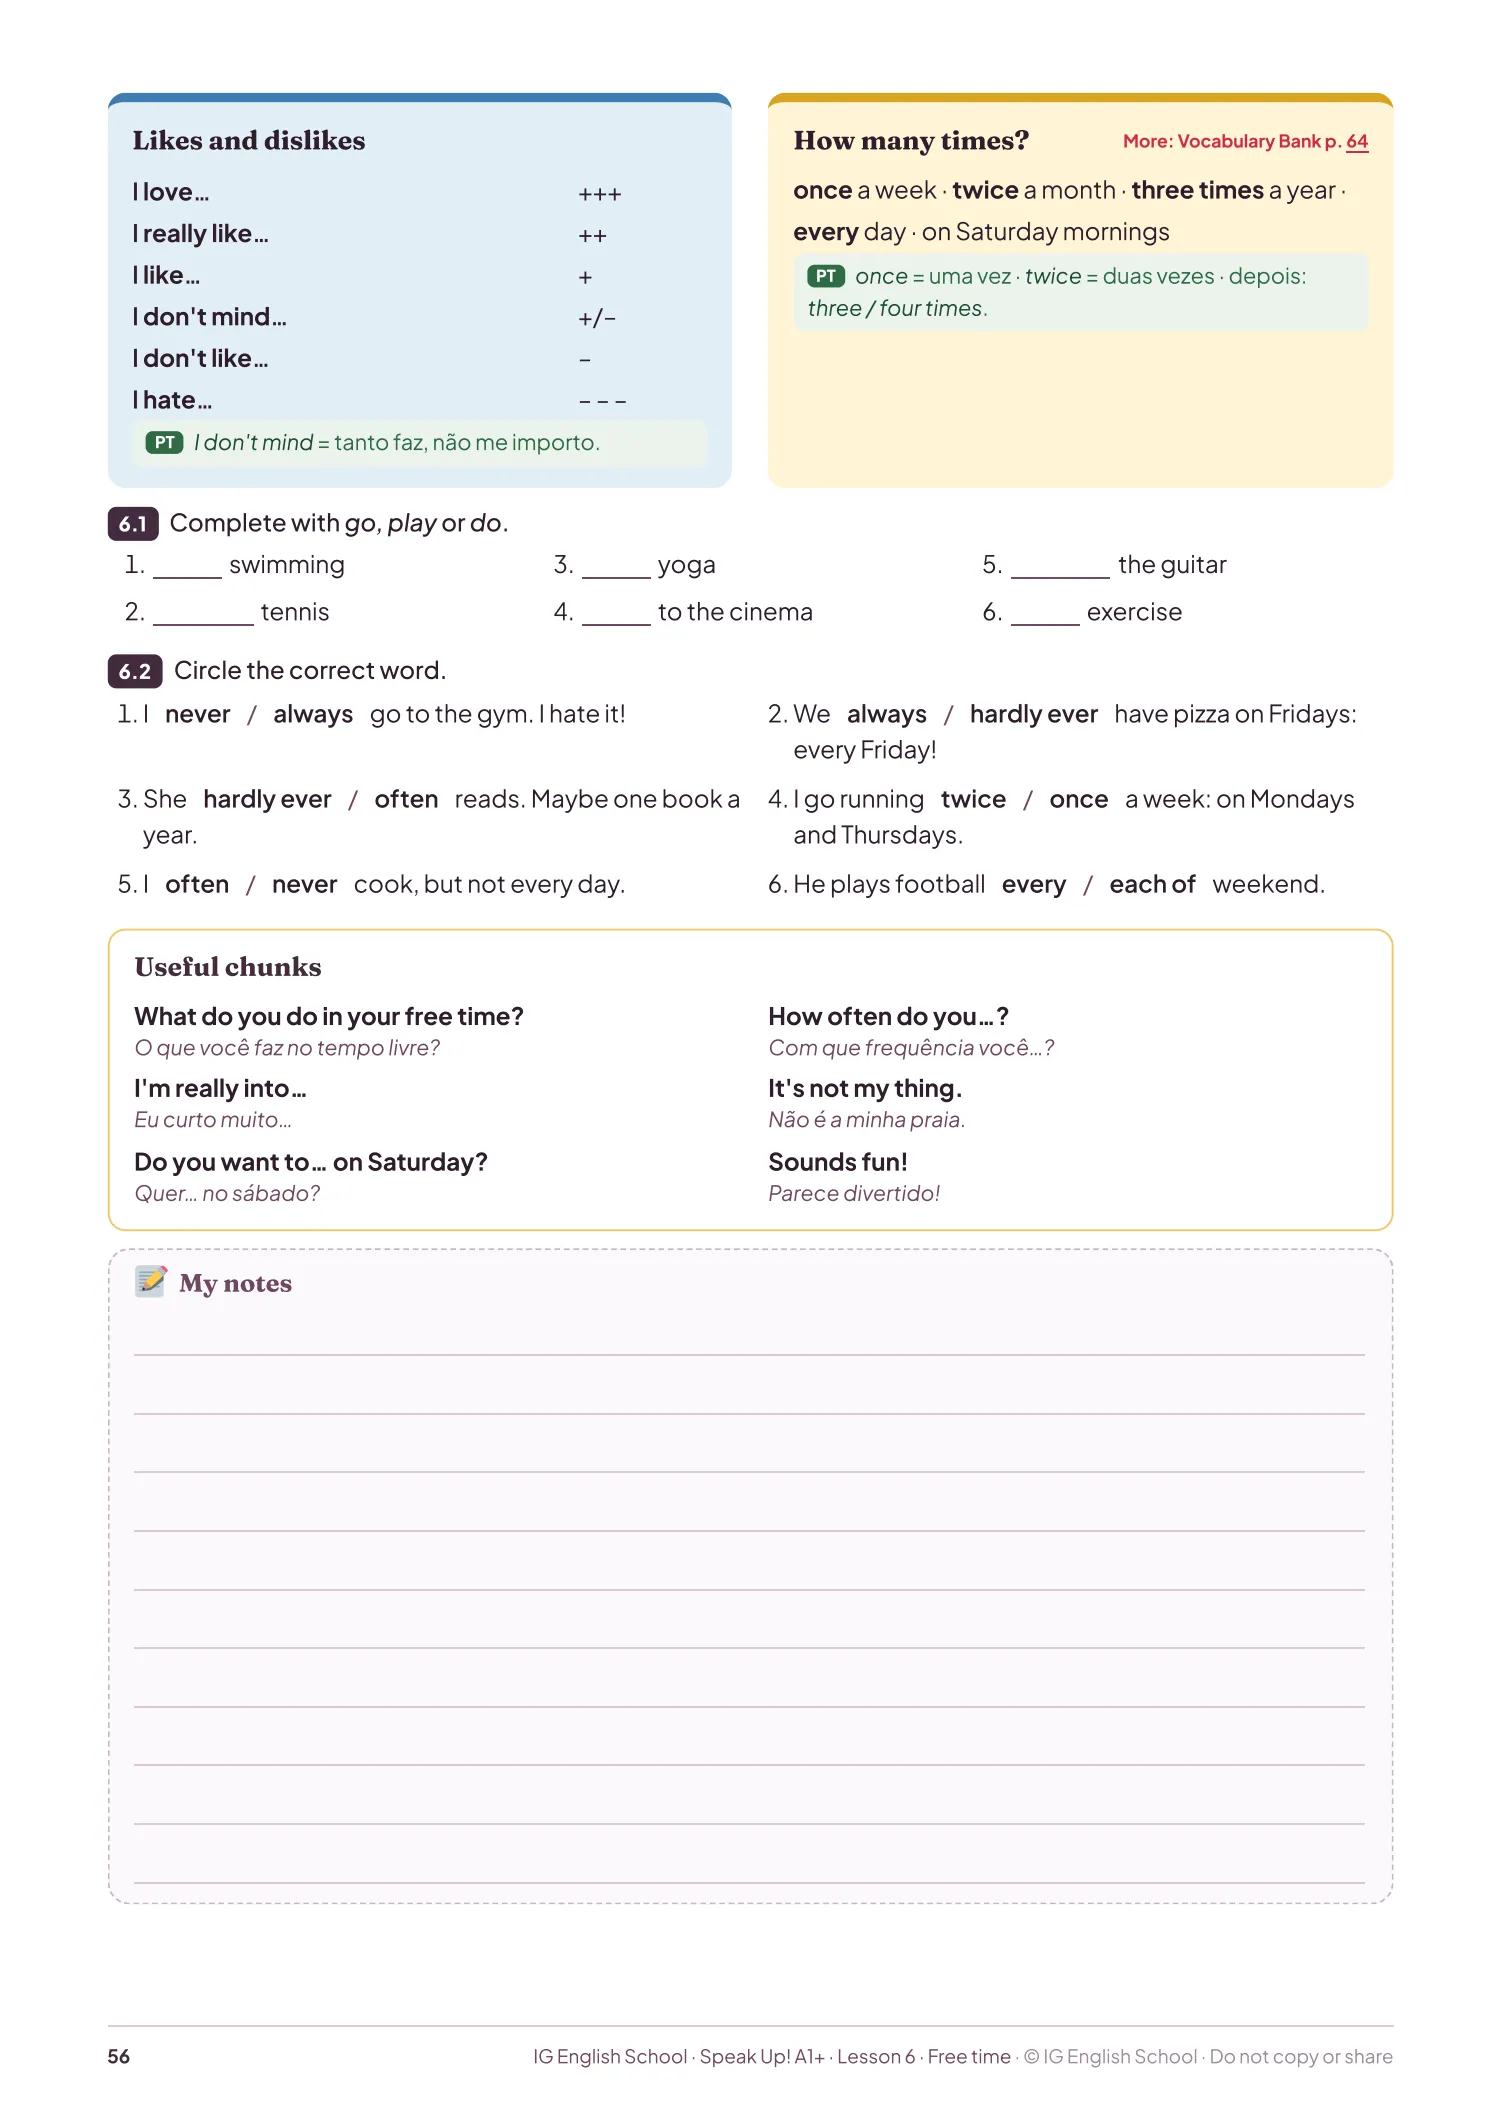 Likes and dislikes
I love… +++
I really like… ++
I like… +
I don't mind… +/−
I don't like… −
I hate… − − −
PT I don't mind = tanto faz, não me importo.
How many times? More: Vocabulary Bank p. 64
once a week · twice a month · three times a year ·
every day · on Saturday mornings
PT once = uma vez · twice = duas vezes · depois:
three / four times.
6.1 Complete with go, play or do.
1. _____ swimming 3. _____ yoga 5. _______ the guitar
2. _______ tennis 4. _____ to the cinema 6. _____ exercise
6.2 Circle the correct word.
1. I never / always go to the gym. I hate it!
2. We always / hardly ever have pizza on Fridays:
every Friday!
3. She hardly ever / often reads. Maybe one book a
year.
4. I go running twice / once a week: on Mondays
and Thursdays.
5. I often / never cook, but not every day.
6. He plays football every / each of weekend.
Useful chunks
What do you do in your free time?
O que você faz no tempo livre?
How often do you…?
Com que frequência você…?
I'm really into…
Eu curto muito…
It's not my thing.
Não é a minha praia.
Do you want to… on Saturday?
Quer… no sábado?
Sounds fun!
Parece divertido!
My notes
56 IG English School · Speak Up! A1+ · Lesson 6 · Free time · © IG English School · Do not copy or share